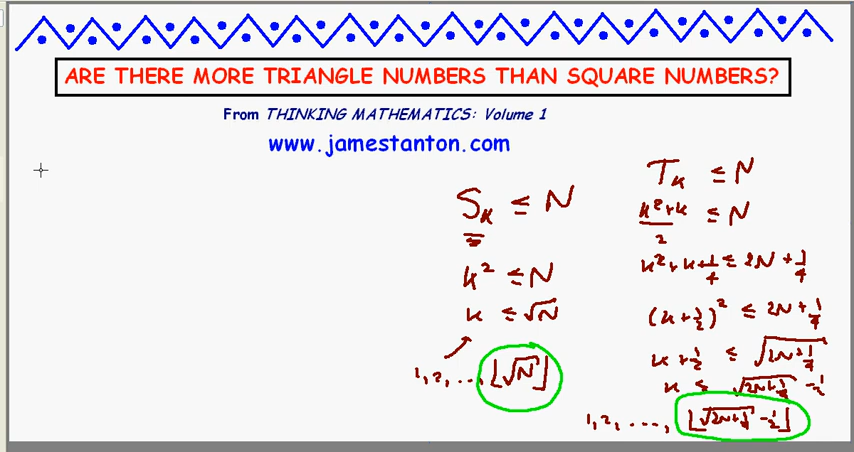 ARE THERE MORE TRIANGLE NUMBERS THAN SQUARE NUMBERS?
From THINKING MATHEMATICS: Volume 1
www.jamestanton.com
S_k ≤ N
k² ≤ N
k ≤ √N
1, 2, ..., ⌊√N⌋
T_k ≤ N
(k²+k)/2 ≤ N
k² + k + 1/4 ≤ 2N + 1/4
(k + 1/2)² ≤ 2N + 1/4
k + 1/2 ≤ √(2N + 1/4)
k ≤ √(2N + 1/4) - 1/2
1, 2, ....., ⌊√(2N + 1/4) - 1/2⌋